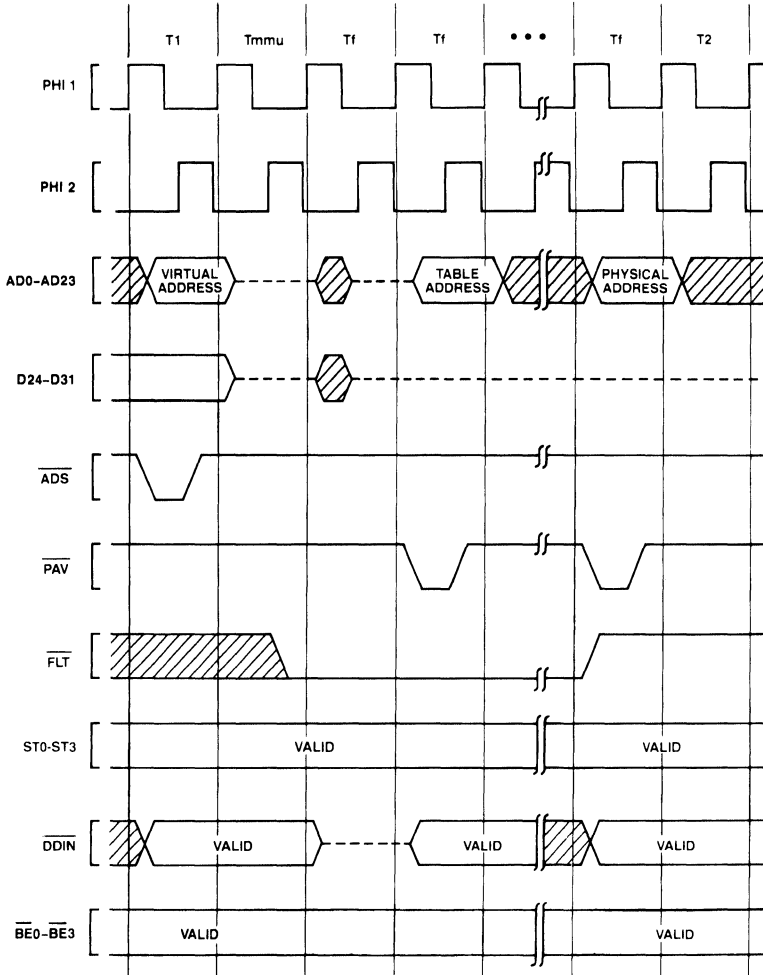 T1 Tmmu Tf Tf ••• Tf T2
PHI 1
PHI 2
AD0–AD23
VIRTUAL
ADDRESS
TABLE
ADDRESS
PHYSICAL
ADDRESS
D24–D31
ADS
PAV
FLT
ST0-ST3 VALID VALID
DDIN VALID VALID VALID
BE0–BE3 VALID VALID